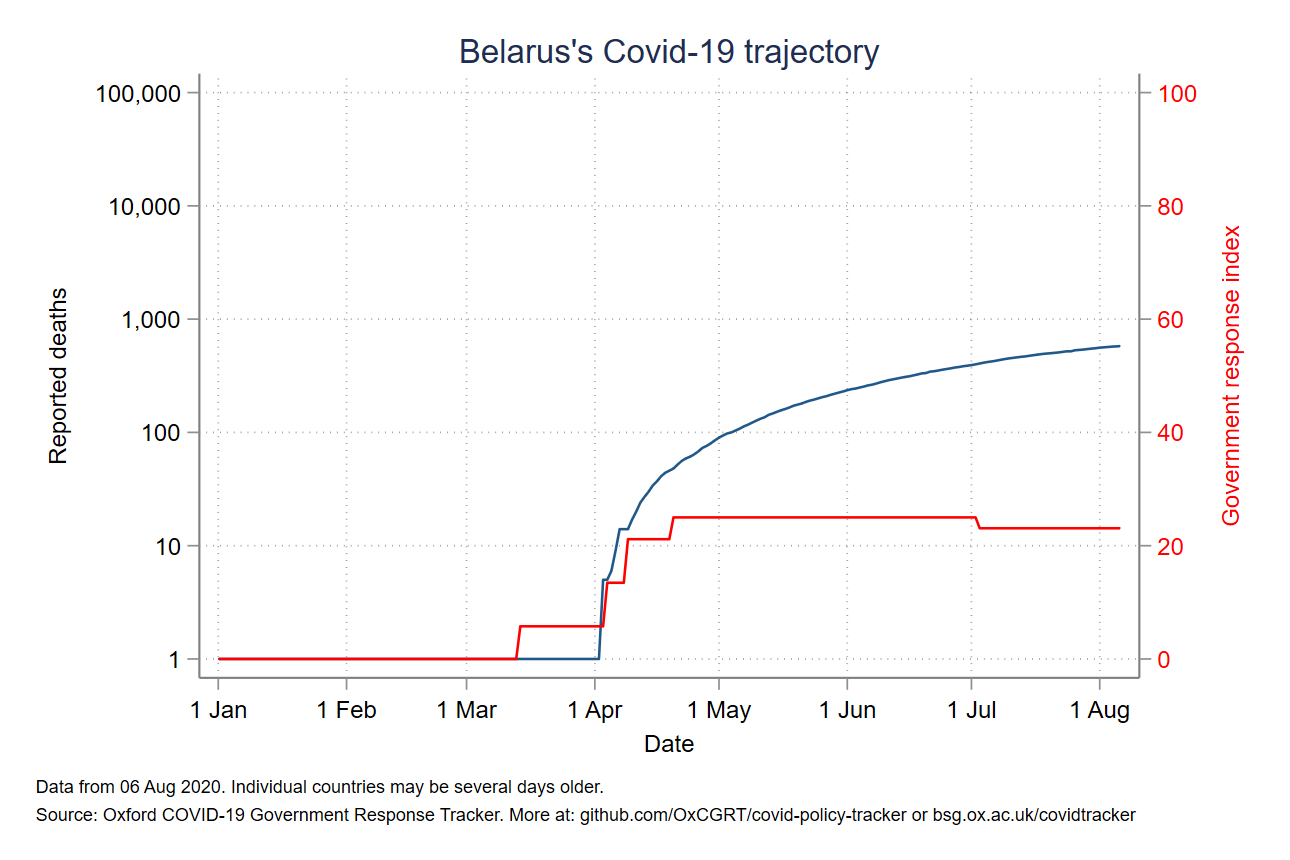 Belarus's Covid-19 trajectory
100,000
10,000
1,000
100
10
1
Reported deaths
100
80
60
40
20
0
Government response index
1 Jan
1 Feb
1 Mar
1 Apr
1 May
1 Jun
1 Jul
1 Aug
Date
Data from 06 Aug 2020. Individual countries may be several days older.
Source: Oxford COVID-19 Government Response Tracker. More at: github.com/OxCGRT/covid-policy-tracker or bsg.ox.ac.uk/covidtracker